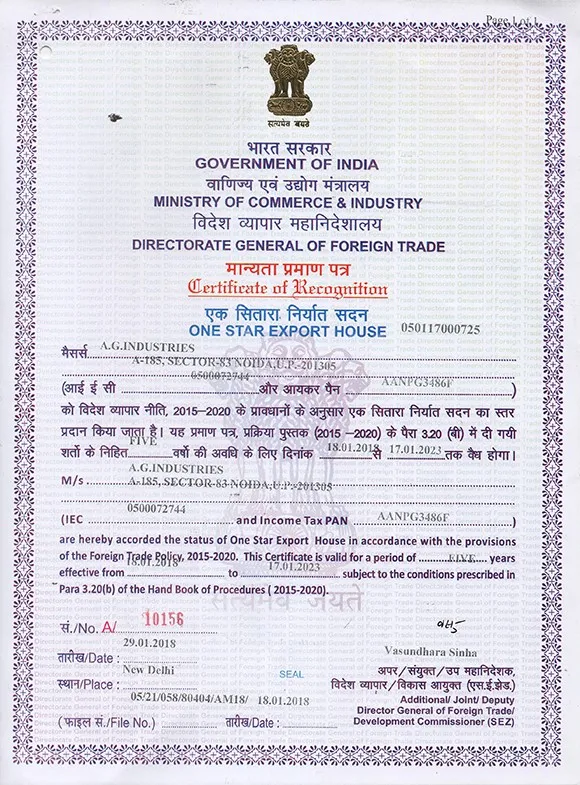 Page 1 of 1
सत्यमेव जयते
भारत सरकार
GOVERNMENT OF INDIA
वाणिज्य एवं उद्योग मंत्रालय
MINISTRY OF COMMERCE & INDUSTRY
विदेश व्यापार महानिदेशालय
DIRECTORATE GENERAL OF FOREIGN TRADE
मान्यता प्रमाण पत्र
Certificate of Recognition
एक सितारा निर्यात सदन
ONE STAR EXPORT HOUSE 050117000725
मैसर्स A.G.INDUSTRIES
A-185, SECTOR-83 NOIDA,U.P.-201305
(आई ई सी 0500072744 और आयकर पैन AANPG3486F )
को विदेश व्यापार नीति, 2015–2020 के प्रावधानों के अनुसार एक सितारा निर्यात सदन का स्तर
प्रदान किया जाता है। यह प्रमाण पत्र, प्रक्रिया पुस्तक (2015 –2020) के पैरा 3.20 (बी) में दी गयी
शर्तो के निहित FIVE वर्षो की अवधि के लिए दिनांक 18.01.2018 से 17.01.2023 तक वैध होगा।
A.G.INDUSTRIES
M/s A-185, SECTOR-83 NOIDA,U.P.-201305
(IEC 0500072744 and Income Tax PAN AANPG3486F )
are hereby accorded the status of One Star Export House in accordance with the provisions
of the Foreign Trade Policy, 2015-2020. This Certificate is valid for a period of FIVE years
effective from 18.01.2018 to 17.01.2023 subject to the conditions prescribed in
Para 3.20(b) of the Hand Book of Procedures ( 2015-2020).
सत्यमेव जयते
सं./No. A/ 10156
तारीख/Date : 29.01.2018
स्थान/Place : New Delhi
05/21/058/80404/AM18/ 18.01.2018
( फाइल सं./File No.) तारीख/Date :
SEAL
Vasundhara Sinha
अपर/संयुक्त/उप महानिदेशक,
विदेश व्यापार/विकास आयुक्त (एस.ई.झेड.)
Additional/ Joint/ Deputy
Director General of Foreign Trade/
Development Commissioner (SEZ)